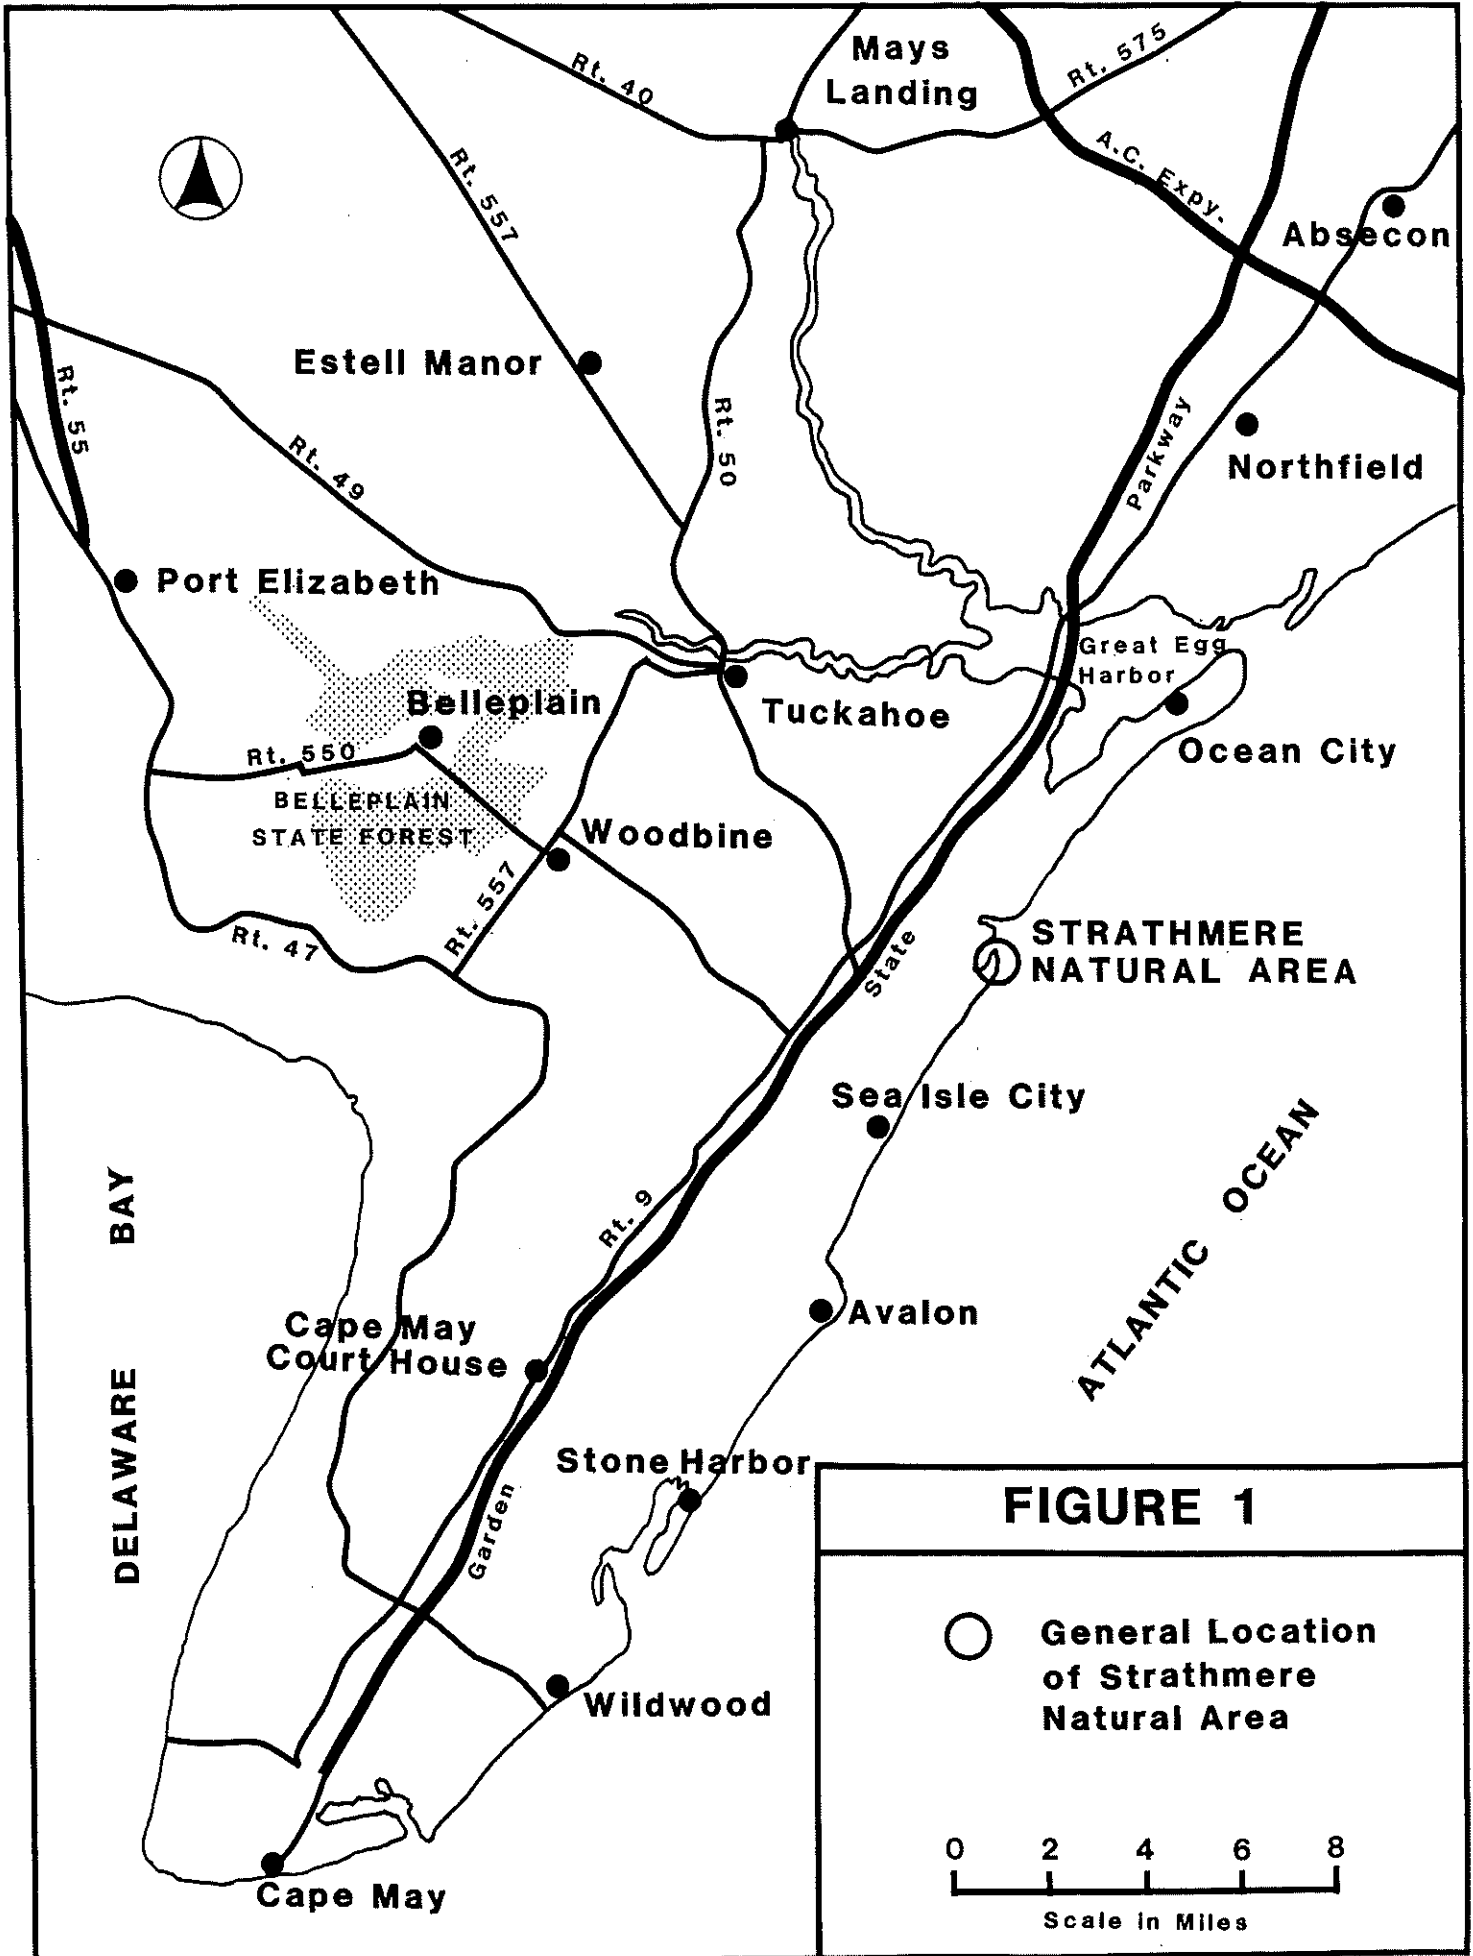 Mays
Landing
Rt. 40
Rt. 575
A.C. Expy.
Rt. 557
Absecon
Estell Manor
Rt. 55
Rt. 50
Parkway
Rt. 49
Northfield
Port Elizabeth
Great Egg
Harbor
Belleplain
Tuckahoe
Ocean City
Rt. 550
BELLEPLAIN
STATE FOREST
Woodbine
Rt. 557
Rt. 47
State
STRATHMERE
NATURAL AREA
Sea Isle City
DELAWARE BAY
ATLANTIC OCEAN
Rt. 9
Avalon
Cape May
Court House
Stone Harbor
Garden
Wildwood
Cape May
FIGURE 1
General Location
of Strathmere
Natural Area
0 2 4 6 8
Scale in Miles